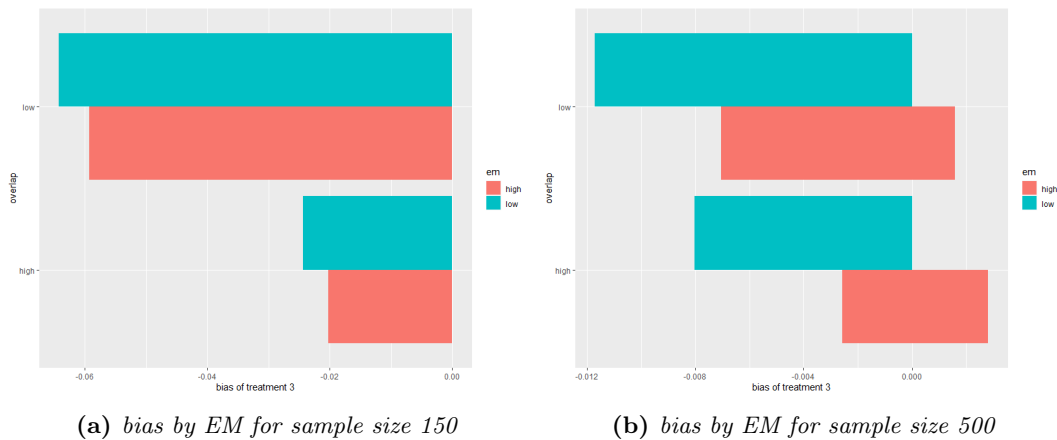 low
high
overlap
-0.06
-0.04
-0.02
0.00
bias of treatment 3
em
high
low
(a) bias by EM for sample size 150
low
high
overlap
-0.012
-0.008
-0.004
0.000
bias of treatment 3
em
high
low
(b) bias by EM for sample size 500